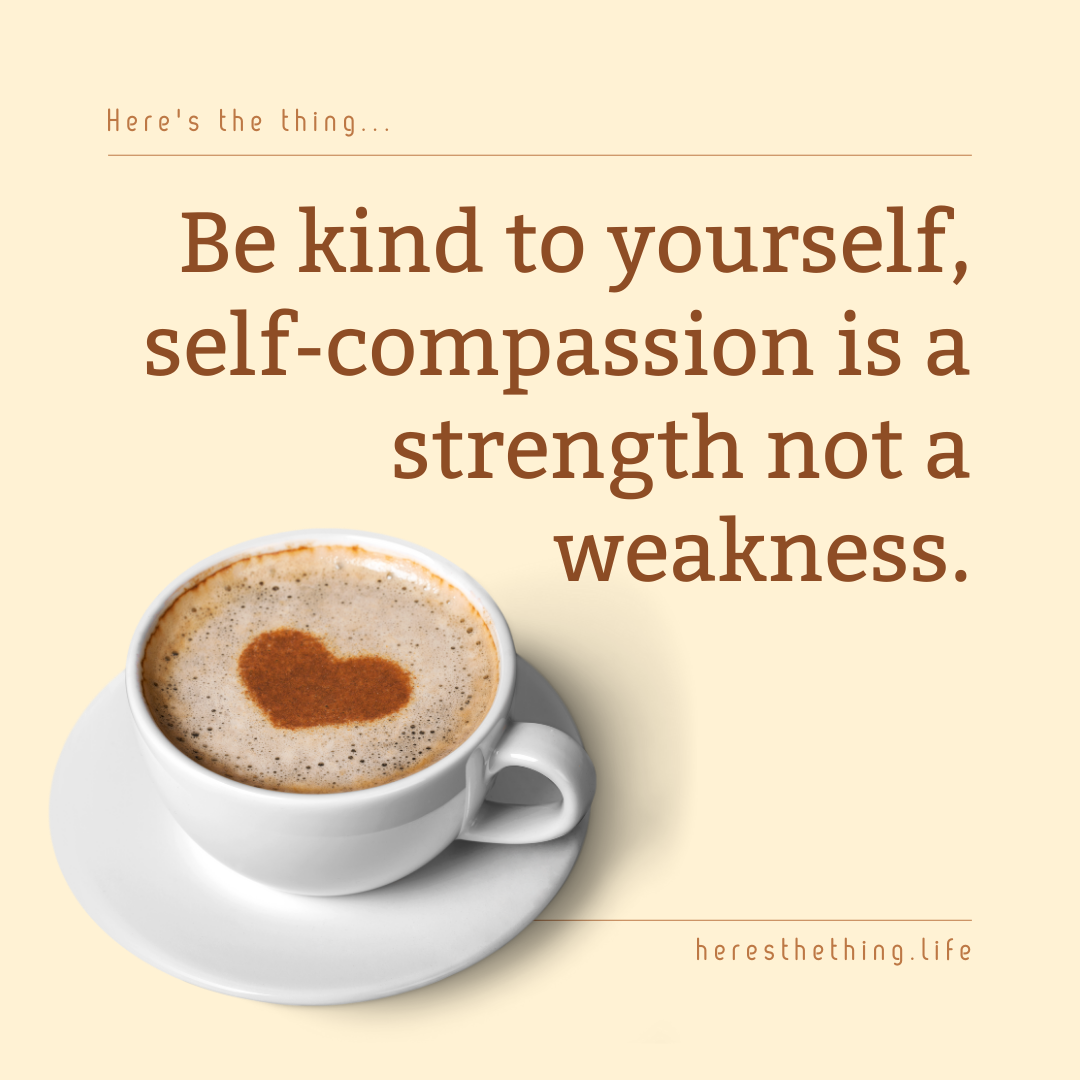 Here's the thing...
Be kind to yourself,
self-compassion is a
strength not a
weakness.
heresthething.life